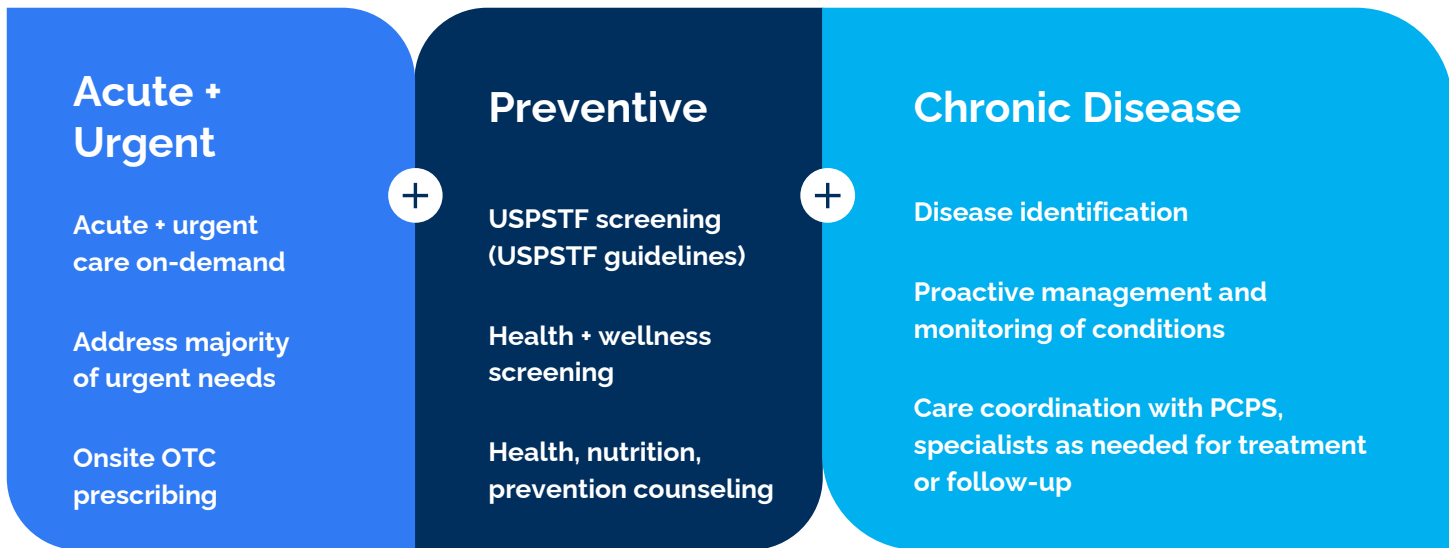 Acute +
Urgent
Acute + urgent
care on-demand
Address majority
of urgent needs
Onsite OTC
prescribing
+
Preventive
USPSTF screening
(USPSTF guidelines)
Health + wellness
screening
Health, nutrition,
prevention counseling
+
Chronic Disease
Disease identification
Proactive management and
monitoring of conditions
Care coordination with PCPS,
specialists as needed for treatment
or follow-up